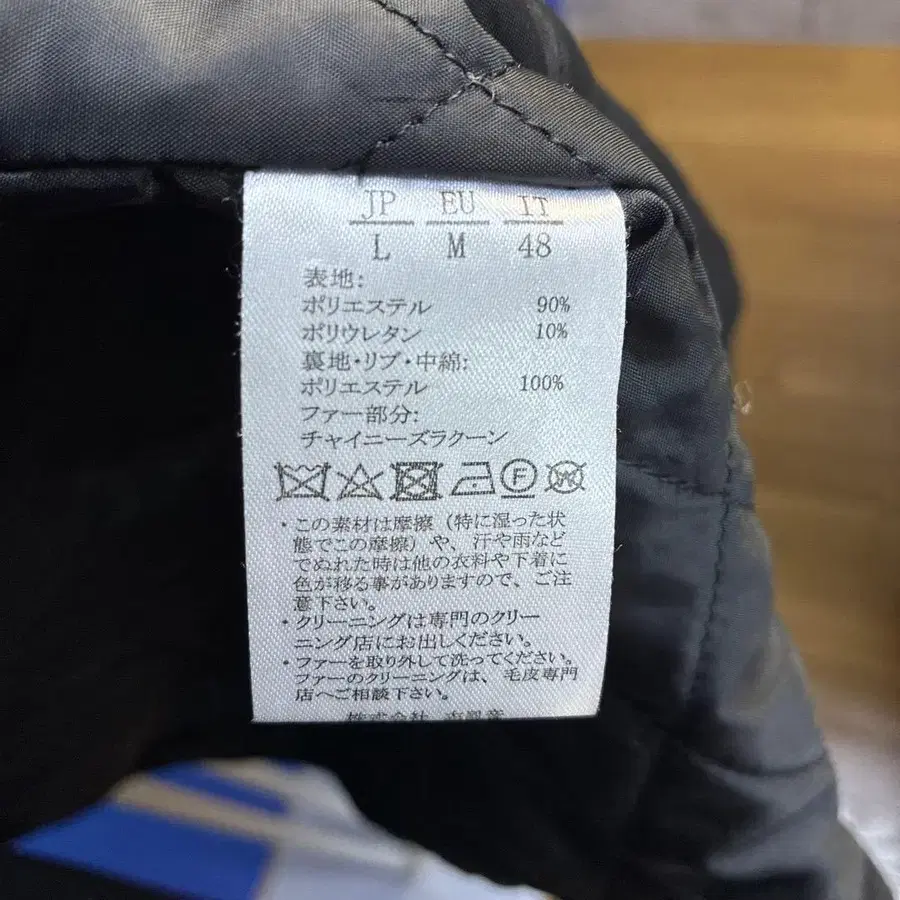 JP EU IT
L M 48
表地:
ポリエステル 90%
ポリウレタン 10%
裏地・リブ・中綿:
ポリエステル 100%
ファー部分:
チャイニーズラクーン
F W
・この素材は摩擦（特に湿った状
態でこの摩擦）や、汗や雨などと
でぬれた時は他の衣料や下着に
色が移る事がありますので、ご注
意下さい。
・クリーニングは専門のクリー
ニング店にお出しください。
・ファーを取り外して洗ってください。
ファーのクリーニングは、毛皮専門
店へご相談下さい。
株式会社